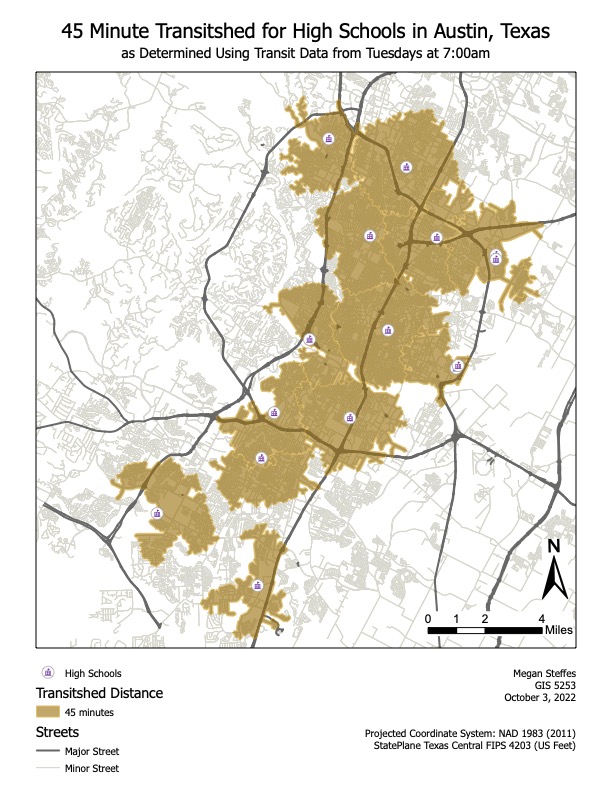 45 Minute Transitshed for High Schools in Austin, Texas
as Determined Using Transit Data from Tuesdays at 7:00am
N
0 1 2 4
Miles
High Schools
Transitshed Distance
45 minutes
Streets
Major Street
Minor Street
Megan Steffes
GIS 5253
October 3, 2022
Projected Coordinate System: NAD 1983 (2011)
StatePlane Texas Central FIPS 4203 (US Feet)